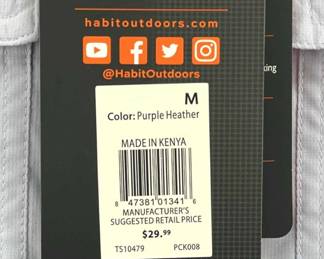 habitoutdoors.com
@HabitOutdoors
M
Color: Purple Heather
MADE IN KENYA
8 47381 01341 6
MANUFACTURER'S
SUGGESTED RETAIL PRICE
$29.99
TS10479 PCK008